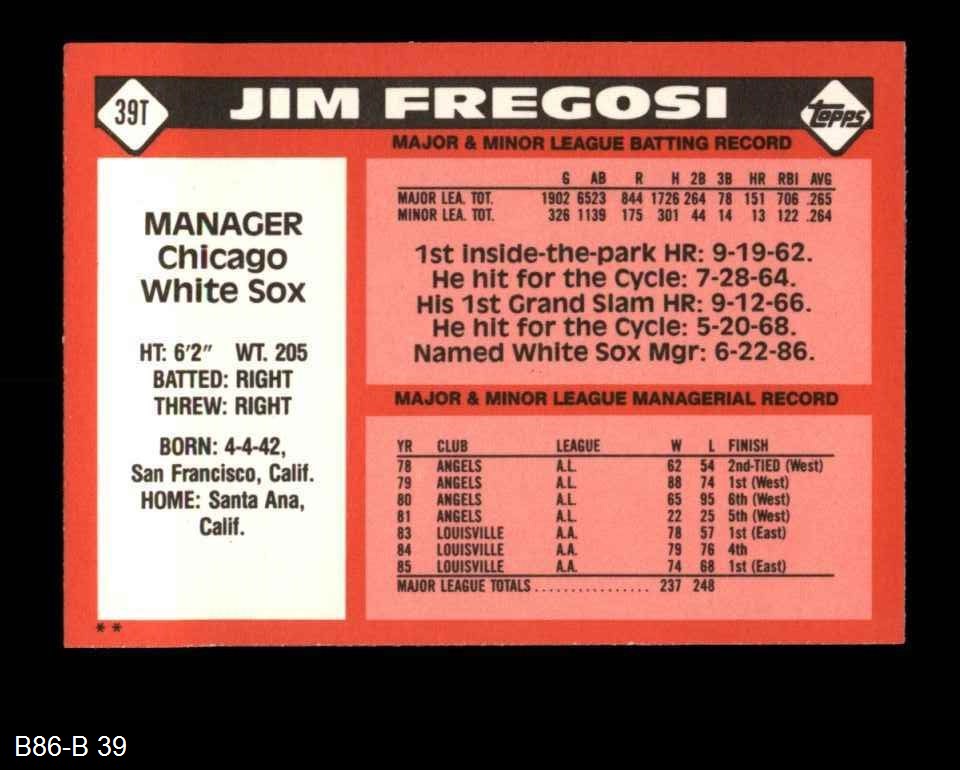 39T
JIM FREGOSI
Topps
MAJOR & MINOR LEAGUE BATTING RECORD
G AB R H 2B 3B HR RBI AVG
MAJOR LEA. TOT. 1902 6523 844 1726 264 78 151 706 .265
MINOR LEA. TOT. 326 1139 175 301 44 14 13 122 .264
1st inside-the-park HR: 9-19-62.
He hit for the Cycle: 7-28-64.
His 1st Grand Slam HR: 9-12-66.
He hit for the Cycle: 5-20-68.
Named White Sox Mgr: 6-22-86.
MANAGER
Chicago
White Sox
HT: 6'2" WT. 205
BATTED: RIGHT
THREW: RIGHT
BORN: 4-4-42,
San Francisco, Calif.
HOME: Santa Ana,
Calif.
MAJOR & MINOR LEAGUE MANAGERIAL RECORD
YR CLUB LEAGUE W L FINISH
78 ANGELS A.L. 62 54 2nd-TIED (West)
79 ANGELS A.L. 88 74 1st (West)
80 ANGELS A.L. 65 95 6th (West)
81 ANGELS A.L. 22 25 5th (West)
83 LOUISVILLE A.A. 78 57 1st (East)
84 LOUISVILLE A.A. 79 76 4th
85 LOUISVILLE A.A. 74 68 1st (East)
MAJOR LEAGUE TOTALS................ 237 248
**
B86-B 39